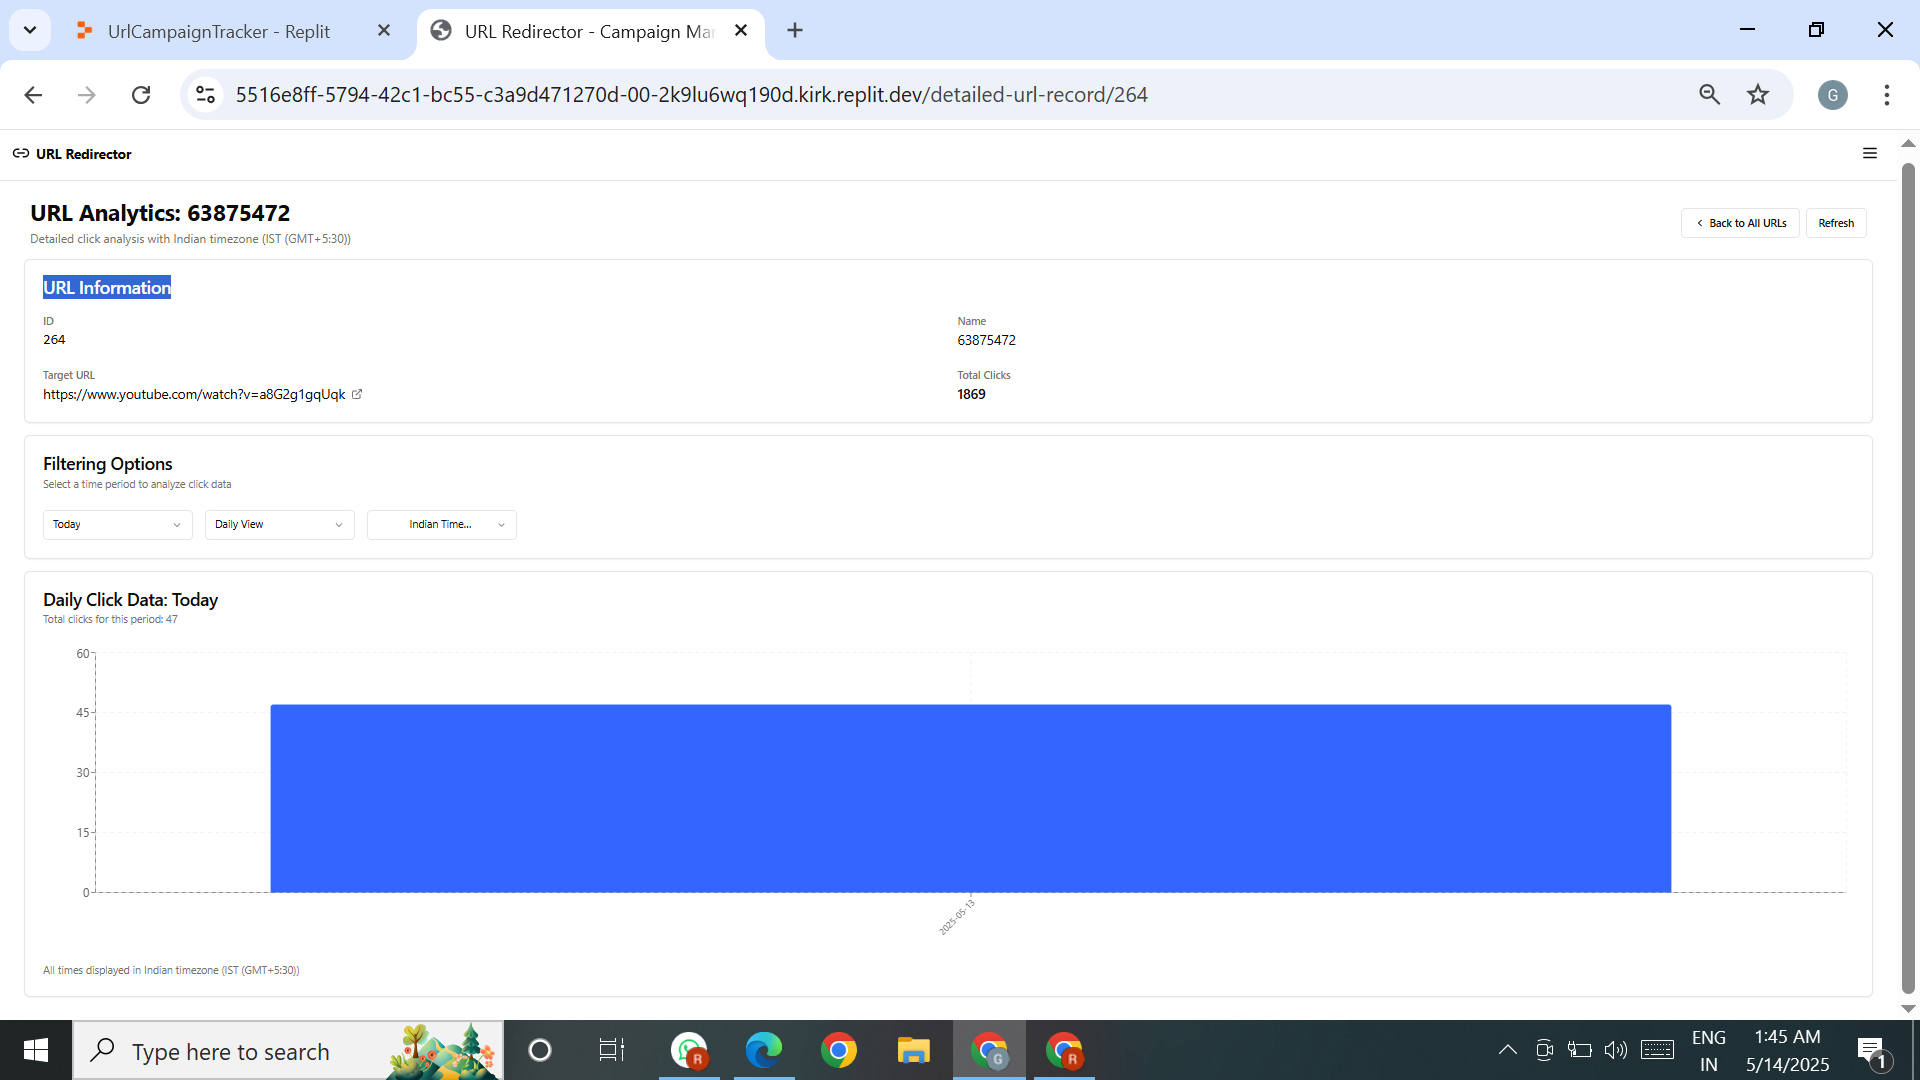 UrlCampaignTracker - Replit
URL Redirector - Campaign Ma
5516e8ff-5794-42c1-bc55-c3a9d471270d-00-2k9lu6wq190d.kirk.replit.dev/detailed-url-record/264
G
URL Redirector
URL Analytics: 63875472
Detailed click analysis with Indian timezone (IST (GMT+5:30))
Back to All URLs
Refresh
URL Information
ID
264
Name
63875472
Target URL
https://www.youtube.com/watch?v=a8G2g1gqUqk
Total Clicks
1869
Filtering Options
Select a time period to analyze click data
Today
Daily View
Indian Time...
Daily Click Data: Today
Total clicks for this period: 47
60
45
30
15
0
2025-05-13
All times displayed in Indian timezone (IST (GMT+5:30))
Type here to search
R
G
R
ENG
IN
1:45 AM
5/14/2025
1